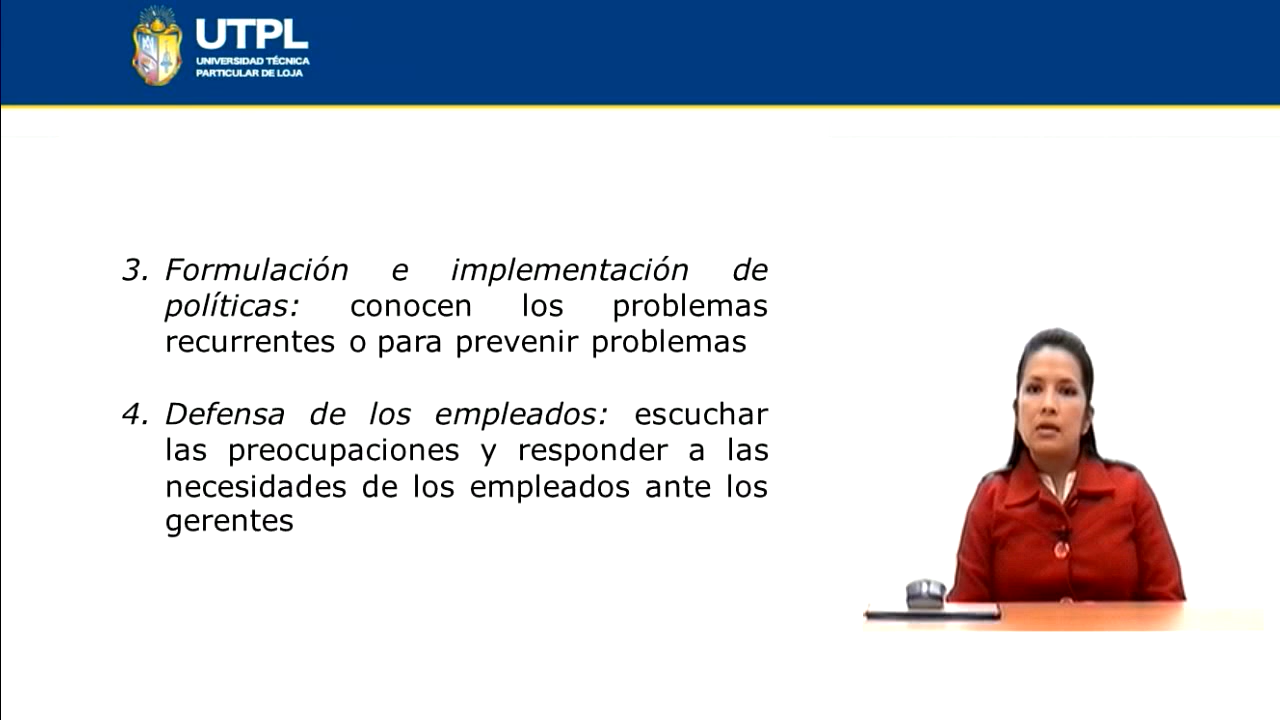 UTPL
UNIVERSIDAD TÉCNICA
PARTICULAR DE LOJA
3. Formulación e implementación de
políticas: conocen los problemas
recurrentes o para prevenir problemas
4. Defensa de los empleados: escuchar
las preocupaciones y responder a las
necesidades de los empleados ante los
gerentes